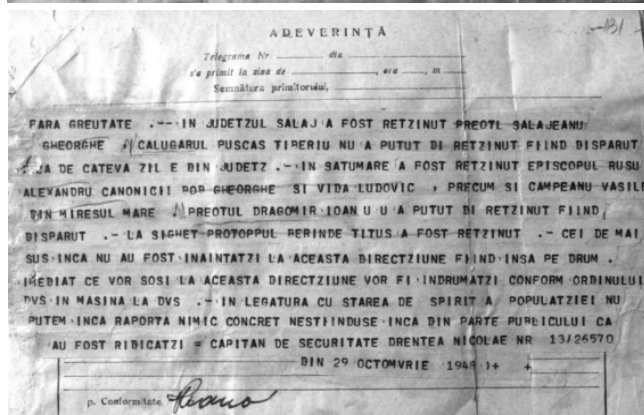 -131-
ADEVERINŢĂ
Telegrama Nr. din
s'a primit în ziua de , ora , m
Semnătura primitorului,
FARA GREUTATE .-- IN JUDETZUL SALAJ A FOST RETZINUT PREOTL SALAJEANU
GHEORGHE CALUGARUL PUSCAS TIPERIU NU A PUTUT DI RETZINUT FIIND DISPARUT
JA DE CATEVA ZIL E DIN JUDETZ .-- IN SATUMARE A FOST RETZINUT EPISCOPUL RUSU
ALEXANDRU CANONICII POP GHEORGHE SI VIDA LUDOVIC , PRECUM SI CAMPEANU VASILE
DIN MIRESUL MARE . PREOTUL DRAGOMIR IOAN U U A PUTUT DI RETZINUT FIIND
DISPARUT .- LA SIGHET PROTOPPUL BERINDE TITUS A FOST RETZINUT .- CEI DE MAI
SUS INCA NU AU FOST INAINTATZI LA ACEASTA DIRECTZIUNE FIIND INSA PE DRUM .
IMEDIAT CE VOR SOSI LA ACEASTA DIRECTZIUNE VOR FI INDRUMATZI CONFORM ORDINULUI
DVS IN MASINA LA DVS .- IN LEGATURA CU STAREA DE SPIRIT A POPULATZIEI NU
PUTEM INCA RAPORTA NIMIC CONCRET NESTIINDUSE INCA DIN PARTE PUBLICULUI CA
AU FOST RIDICATZI = CAPITAN DE SECURITATE DRENTEA NICOLAE NR 13/26570
DIN 29 OCTOMVRIE 1948 )+ +
p. Conformitate,